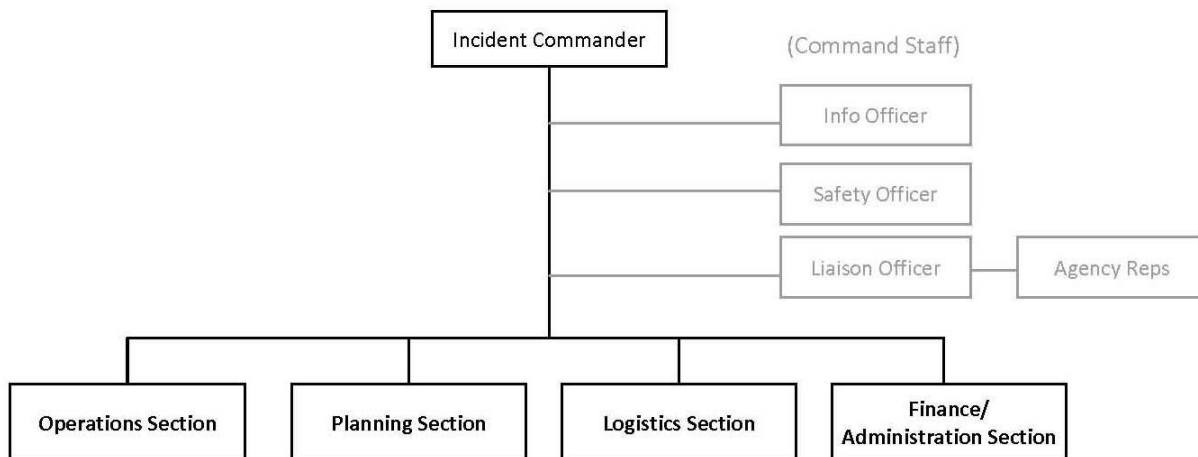 Incident Commander
(Command Staff)
Info Officer
Safety Officer
Liaison Officer
Agency Reps
Operations Section
Planning Section
Logistics Section
Finance/
Administration Section